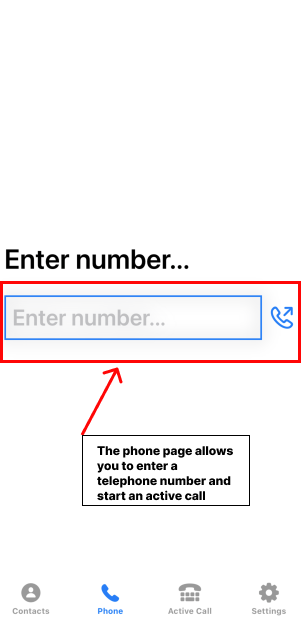 Enter number...
Enter number...
The phone page allows
you to enter a
telephone number and
start an active call
Contacts
Phone
Active Call
Settings